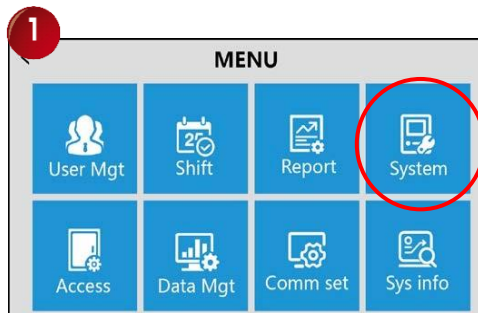 1
MENU
User Mgt
Shift
Report
System
Access
Data Mgt
Comm set
Sys info